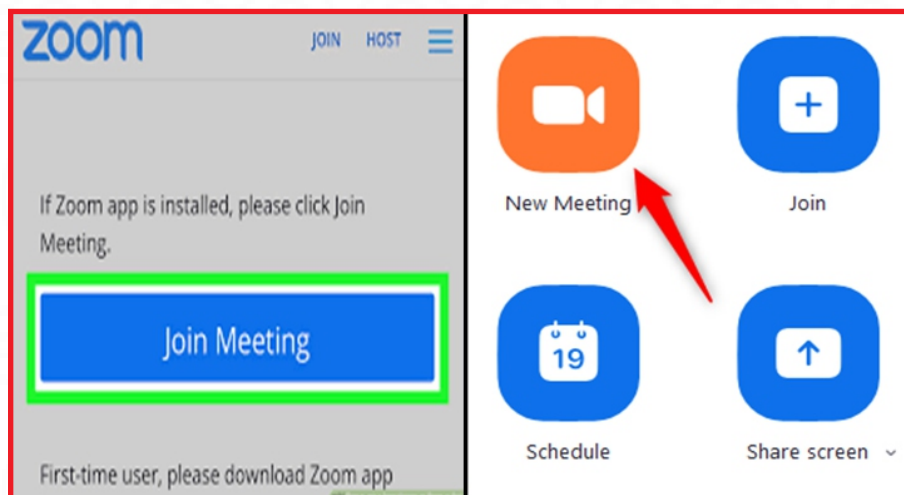 zoom
JOIN HOST
If Zoom app is installed, please click Join
Meeting.
Join Meeting
First-time user, please download Zoom app
New Meeting
Join
19
Schedule
Share screen